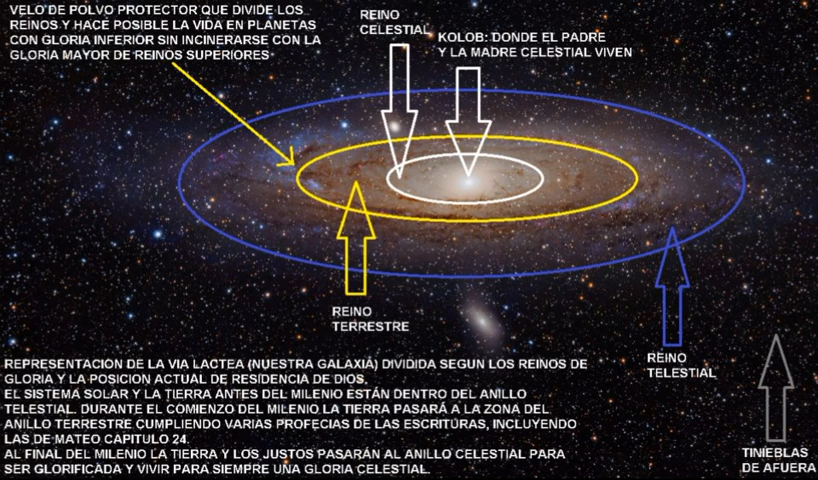 VELO DE POLVO PROTECTOR QUE DIVIDE LOS
REINOS Y HACE POSIBLE LA VIDA EN PLANETAS
CON GLORIA INFERIOR SIN INCINERARSE CON LA
GLORIA MAYOR DE REINOS SUPERIORES
REINO
CELESTIAL
KOLOB: DONDE EL PADRE
Y LA MADRE CELESTIAL VIVEN
REINO
TERRESTRE
REINO
TELESTIAL
REPRESENTACION DE LA VIA LACTEA (NUESTRA GALAXIA) DIVIDIDA SEGUN LOS REINOS DE
GLORIA Y LA POSICION ACTUAL DE RESIDENCIA DE DIOS.
EL SISTEMA SOLAR Y LA TIERRA ANTES DEL MILENIO ESTÁN DENTRO DEL ANILLO
TELESTIAL. DURANTE EL COMIENZO DEL MILENIO LA TIERRA PASARÁ A LA ZONA DEL
ANILLO TERRESTRE CUMPLIENDO VARIAS PROFECIAS DE LAS ESCRITURAS, INCLUYENDO
LAS DE MATEO CAPITULO 24.
AL FINAL DEL MILENIO LA TIERRA Y LOS JUSTOS PASARÁN AL ANILLO CELESTIAL PARA
SER GLORIFICADA Y VIVIR PARA SIEMPRE UNA GLORIA CELESTIAL.
TINIEBLAS
DE AFUERA